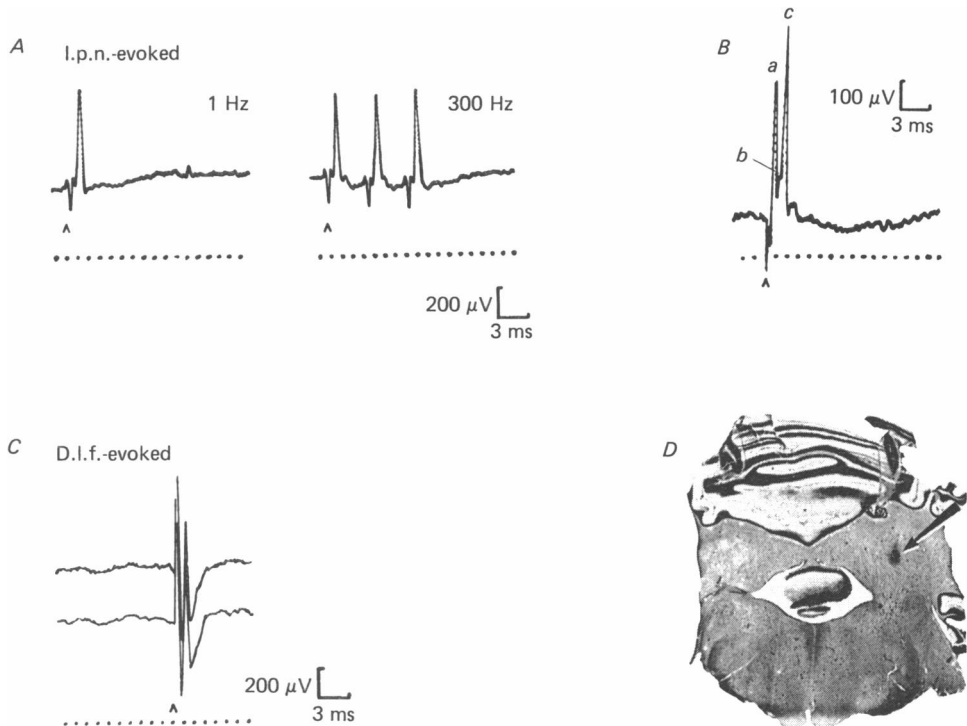 A
l.p.n.-evoked
1 Hz
300 Hz
^
^
200 µV
3 ms
B
a
b
c
100 µV
3 ms
^
C
D.l.f.-evoked
^
200 µV
3 ms
D